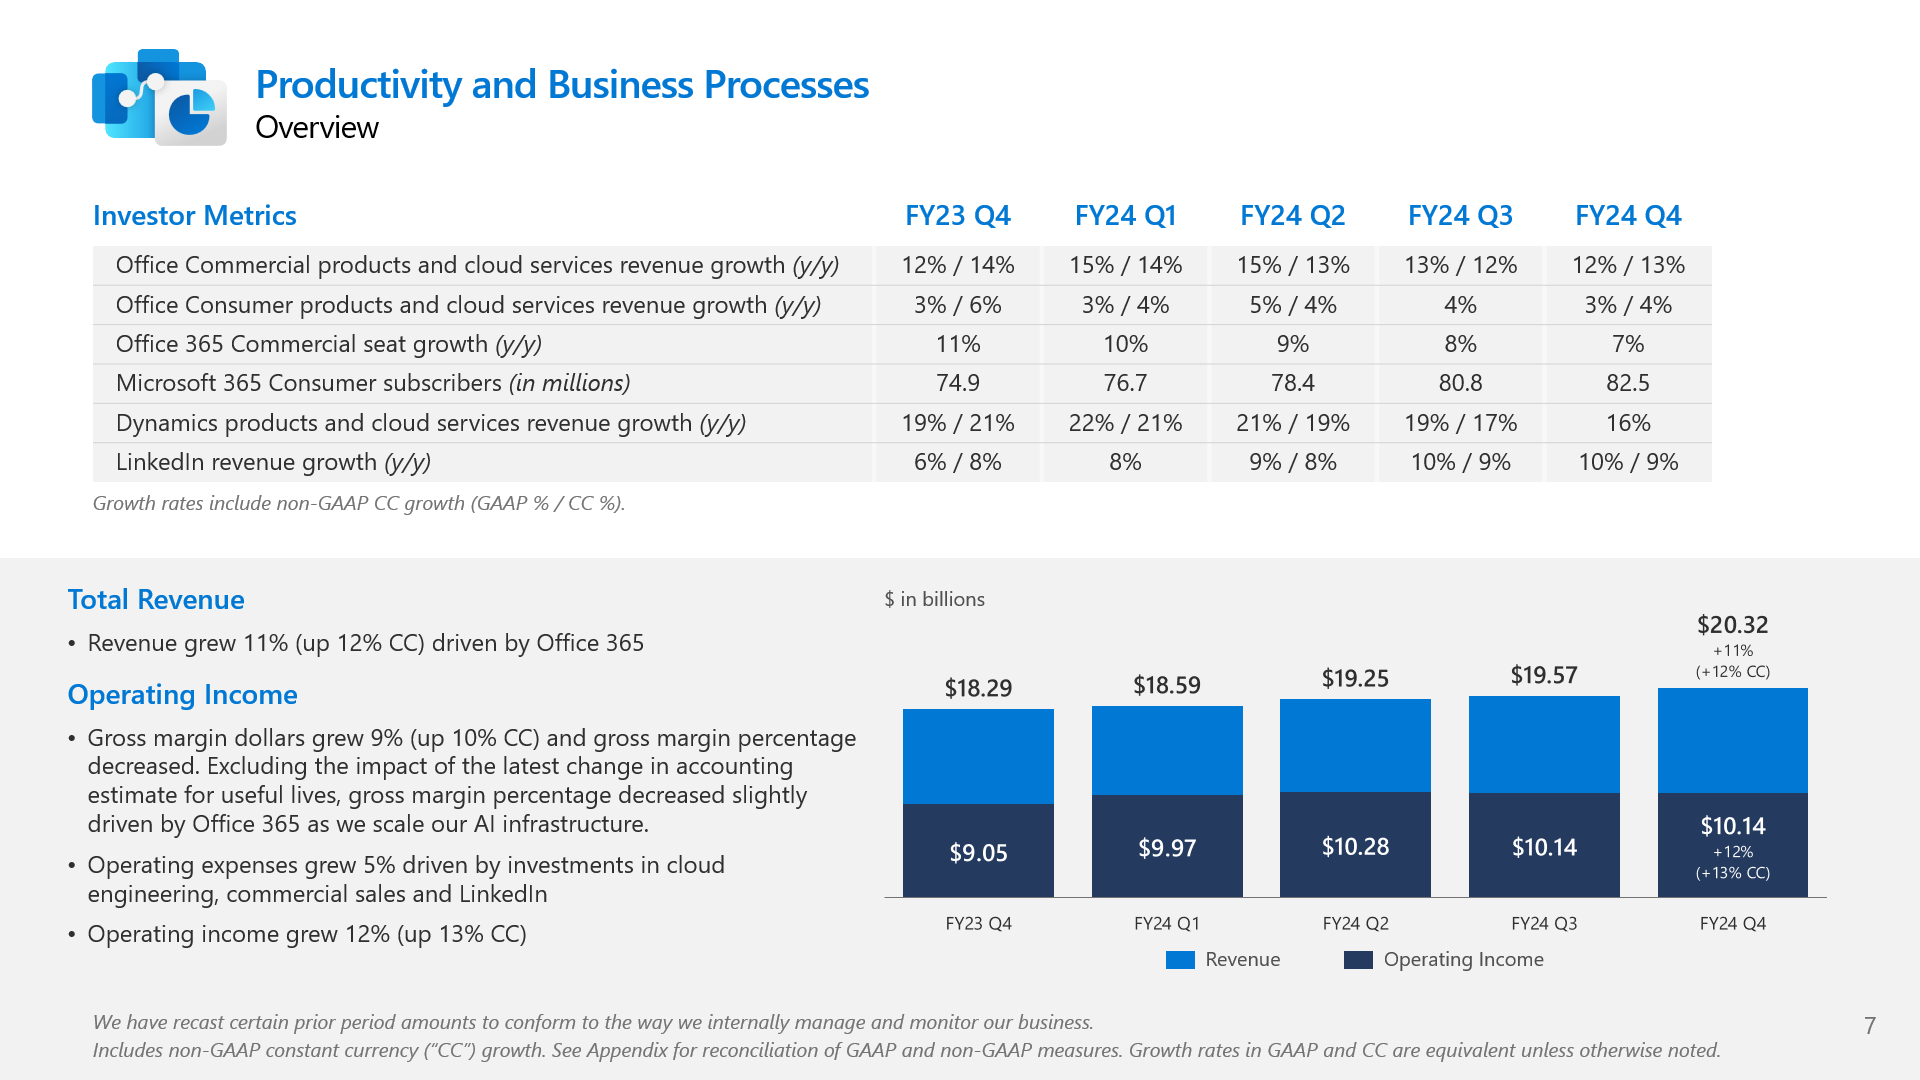 Productivity and Business Processes
Overview
Investor Metrics FY23 Q4 FY24 Q1 FY24 Q2 FY24 Q3 FY24 Q4
Office Commercial products and cloud services revenue growth (y/y) 12% / 14% 15% / 14% 15% / 13% 13% / 12% 12% / 13%
Office Consumer products and cloud services revenue growth (y/y) 3% / 6% 3% / 4% 5% / 4% 4% 3% / 4%
Office 365 Commercial seat growth (y/y) 11% 10% 9% 8% 7%
Microsoft 365 Consumer subscribers (in millions) 74.9 76.7 78.4 80.8 82.5
Dynamics products and cloud services revenue growth (y/y) 19% / 21% 22% / 21% 21% / 19% 19% / 17% 16%
LinkedIn revenue growth (y/y) 6% / 8% 8% 9% / 8% 10% / 9% 10% / 9%
Growth rates include non-GAAP CC growth (GAAP % / CC %).
Total Revenue
• Revenue grew 11% (up 12% CC) driven by Office 365
Operating Income
• Gross margin dollars grew 9% (up 10% CC) and gross margin percentage
decreased. Excluding the impact of the latest change in accounting
estimate for useful lives, gross margin percentage decreased slightly
driven by Office 365 as we scale our AI infrastructure.
• Operating expenses grew 5% driven by investments in cloud
engineering, commercial sales and LinkedIn
• Operating income grew 12% (up 13% CC)
$ in billions
$18.29 $18.59 $19.25 $19.57 $20.32
+11%
(+12% CC)
$9.05 $9.97 $10.28 $10.14 $10.14
+12%
(+13% CC)
FY23 Q4 FY24 Q1 FY24 Q2 FY24 Q3 FY24 Q4
Revenue Operating Income
We have recast certain prior period amounts to conform to the way we internally manage and monitor our business.
Includes non-GAAP constant currency (“CC”) growth. See Appendix for reconciliation of GAAP and non-GAAP measures. Growth rates in GAAP and CC are equivalent unless otherwise noted.
7